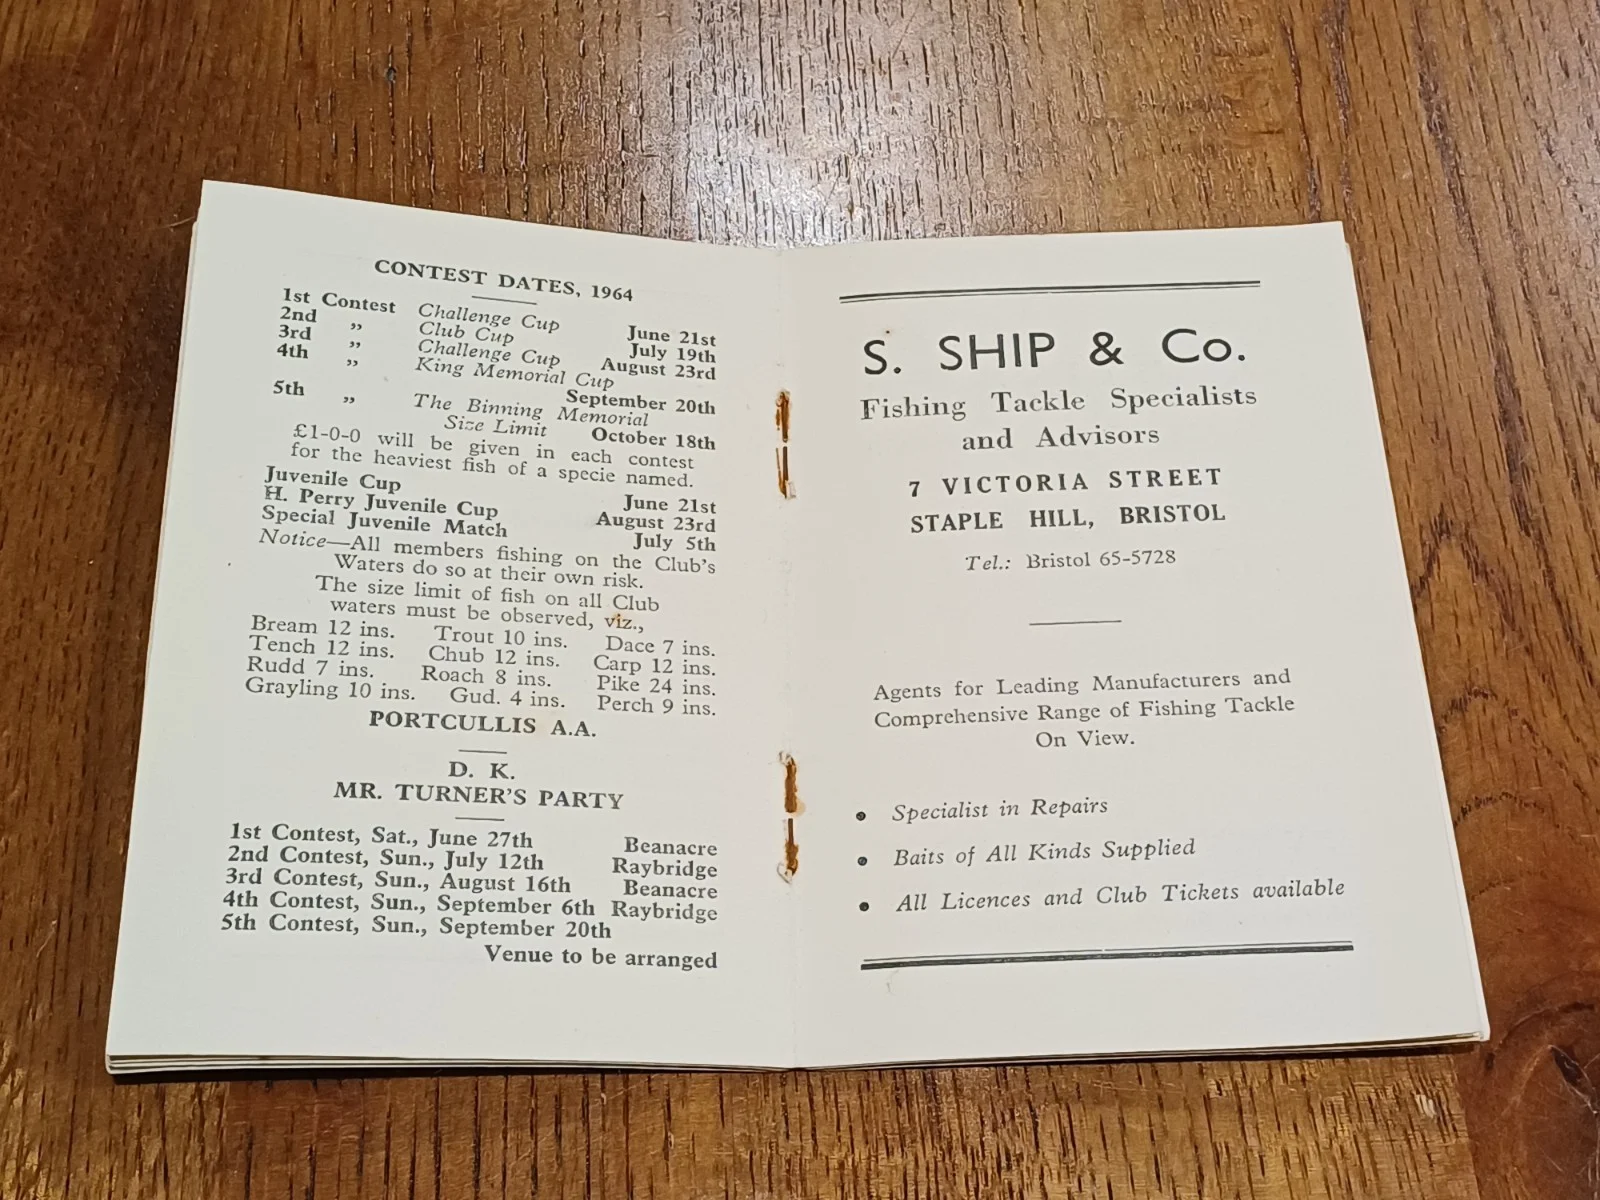 CONTEST DATES, 1964
1st Contest Challenge Cup June 21st
2nd „ Club Cup July 19th
3rd „ Challenge Cup August 23rd
4th „ King Memorial Cup
September 20th
5th „ The Binning Memorial
Size Limit October 18th
£1-0-0 will be given in each contest
for the heaviest fish of a specie named.
Juvenile Cup June 21st
H. Perry Juvenile Cup August 23rd
Special Juvenile Match July 5th
Notice—All members fishing on the Club's
Waters do so at their own risk.
The size limit of fish on all Club
waters must be observed, viz.,
Bream 12 ins. Trout 10 ins. Dace 7 ins.
Tench 12 ins. Chub 12 ins. Carp 12 ins.
Rudd 7 ins. Roach 8 ins. Pike 24 ins.
Grayling 10 ins. Gud. 4 ins. Perch 9 ins.
PORTCULLIS A.A.
D. K.
MR. TURNER'S PARTY
1st Contest, Sat., June 27th Beanacre
2nd Contest, Sun., July 12th Raybridge
3rd Contest, Sun., August 16th Beanacre
4th Contest, Sun., September 6th Raybridge
5th Contest, Sun., September 20th
Venue to be arranged
S. SHIP & Co.
Fishing Tackle Specialists
and Advisors
7 VICTORIA STREET
STAPLE HILL, BRISTOL
Tel.: Bristol 65-5728
Agents for Leading Manufacturers and
Comprehensive Range of Fishing Tackle
On View.
• Specialist in Repairs
• Baits of All Kinds Supplied
• All Licences and Club Tickets available